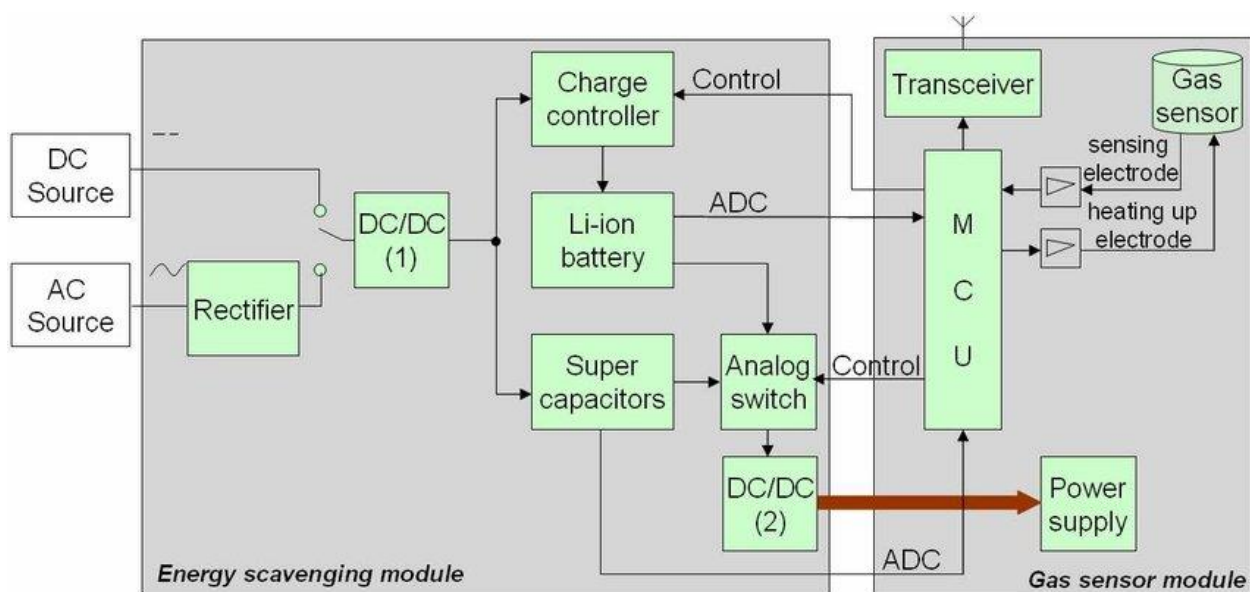 Charge
controller
Control
Transceiver
Gas
sensor
DC
Source
sensing
electrode
DC/DC
(1)
Li-ion
battery
ADC
M
C
U
heating up
electrode
AC
Source
Rectifier
Super
capacitors
Analog
switch
Control
DC/DC
(2)
Power
supply
ADC
Energy scavenging module
Gas sensor module